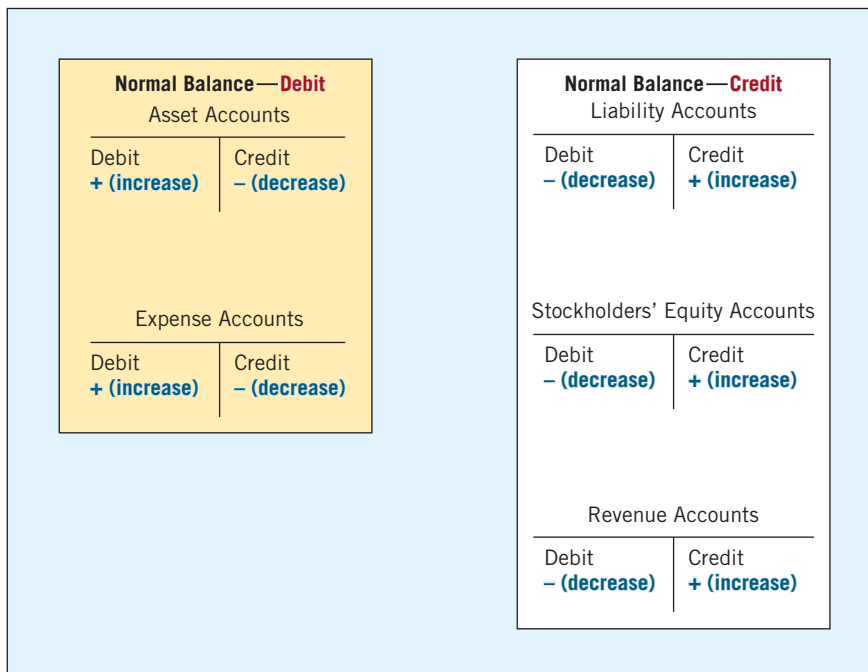 Normal Balance—Debit
Asset Accounts
Debit Credit
+ (increase) – (decrease)
Expense Accounts
Debit Credit
+ (increase) – (decrease)
Normal Balance—Credit
Liability Accounts
Debit Credit
– (decrease) + (increase)
Stockholders' Equity Accounts
Debit Credit
– (decrease) + (increase)
Revenue Accounts
Debit Credit
– (decrease) + (increase)